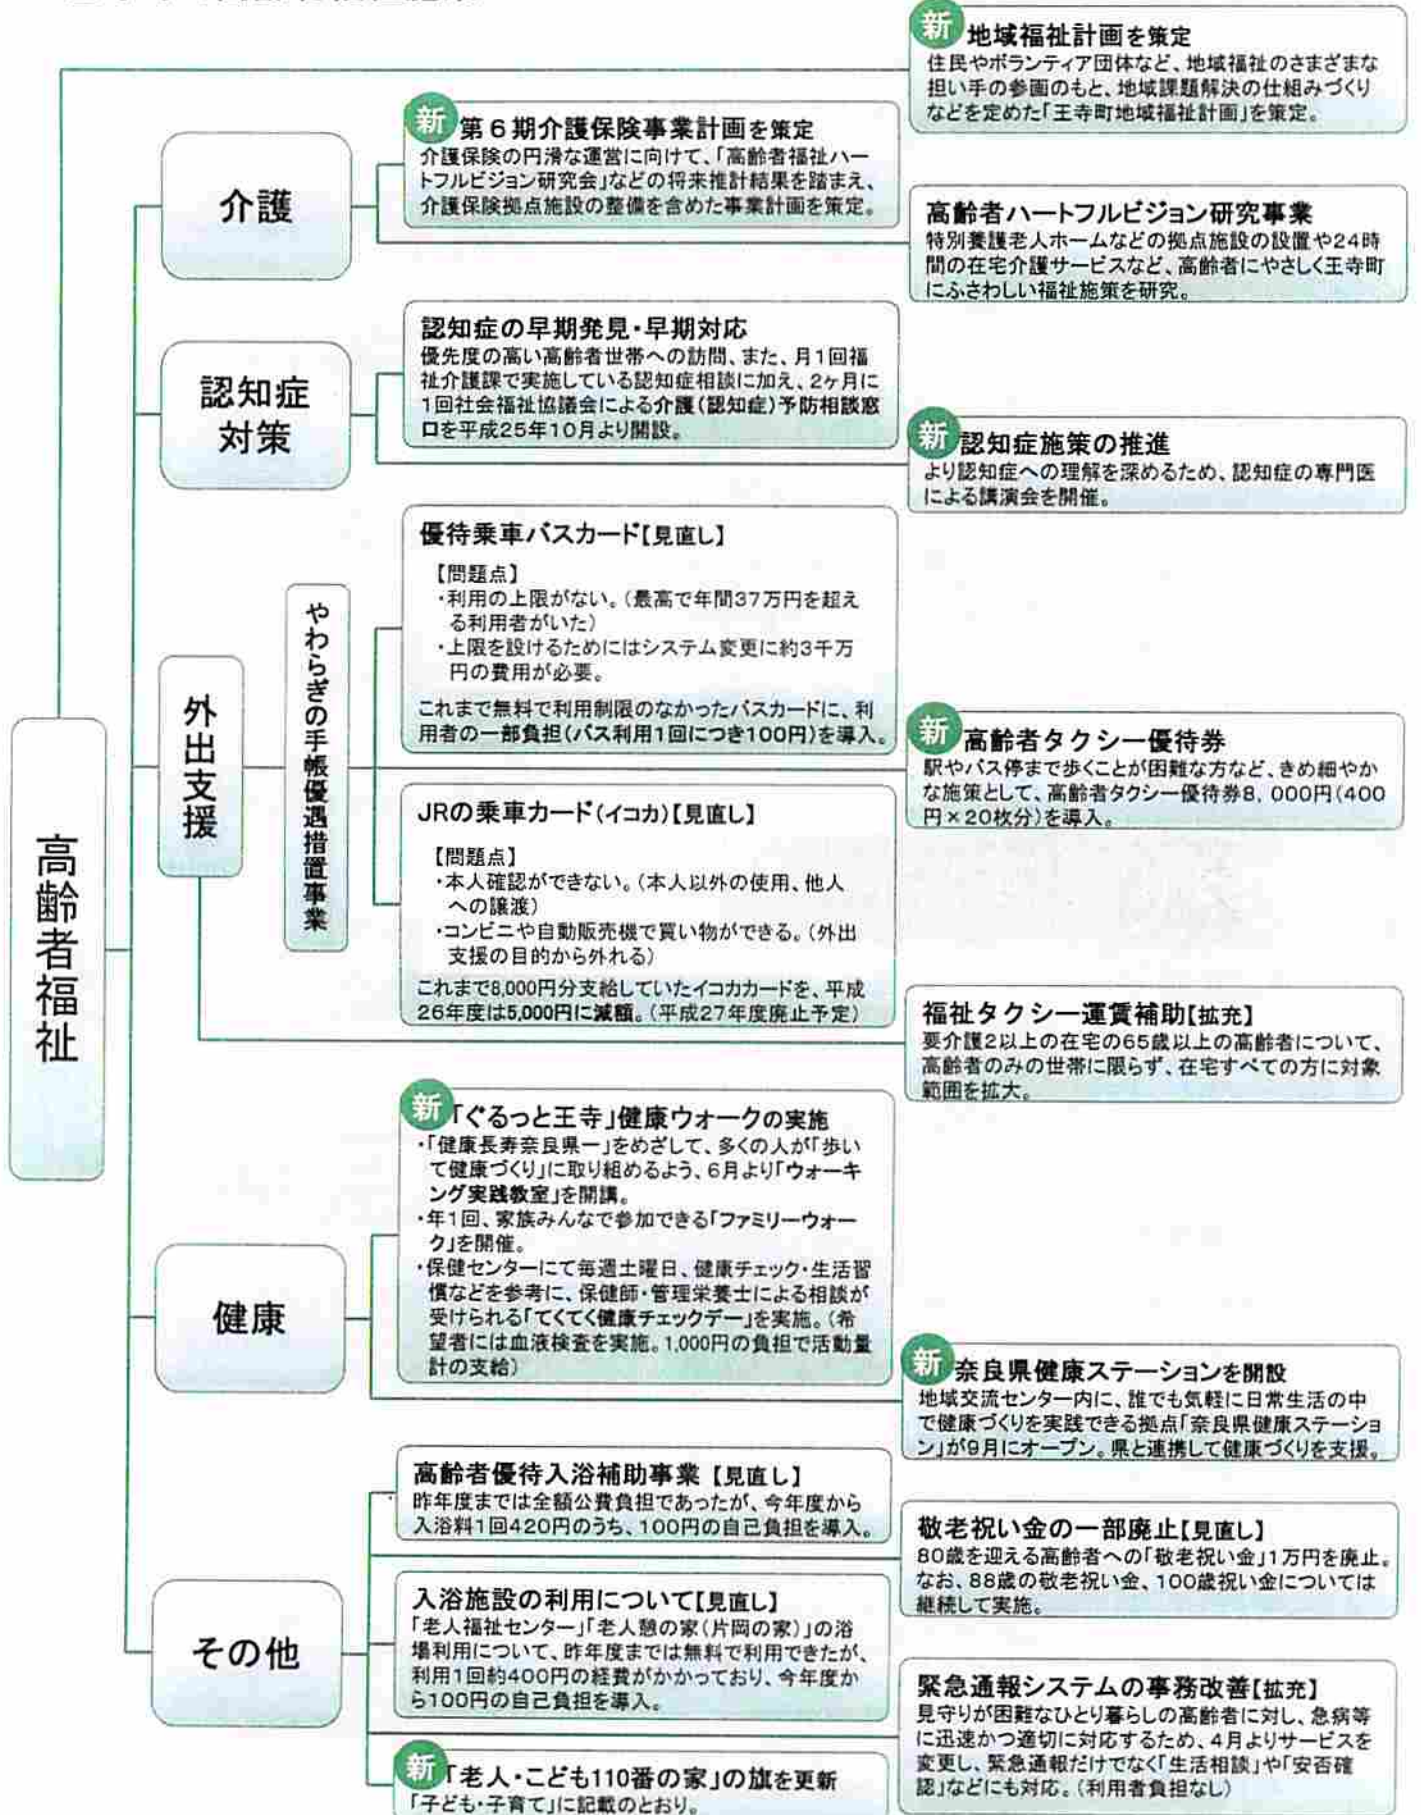 新 地域福祉計画を策定
住民やボランティア団体など、地域福祉のさまざまな
担い手の参画のもと、地域課題解決の仕組みづくり
などを定めた「王寺町地域福祉計画」を策定。
高齢者福祉
介護
新 第6期介護保険事業計画を策定
介護保険の円滑な運営に向けて、「高齢者福祉ハー
トフルビジョン研究会」などの将来推計結果を踏まえ、
介護保険拠点施設の整備を含めた事業計画を策定。
高齢者ハートフルビジョン研究事業
特別養護老人ホームなどの拠点施設の設置や24時
間の在宅介護サービスなど、高齢者にやさしく王寺町
にふさわしい福祉施策を研究。
認知症
対策
認知症の早期発見・早期対応
優先度の高い高齢者世帯への訪問、また、月1回福
祉介護課で実施している認知症相談に加え、2ヶ月に
1回社会福祉協議会による介護(認知症)予防相談窓
口を平成25年10月より開設。
新 認知症施策の推進
より認知症への理解を深めるため、認知症の専門医
による講演会を開催。
外出支援
やわらぎの手帳優遇措置事業
優待乗車バスカード【見直し】
【問題点】
・利用の上限がない。(最高で年間37万円を超え
る利用者がいた)
・上限を設けるためにはシステム変更に約3千万
円の費用が必要。
これまで無料で利用制限のなかったバスカードに、利
用者の一部負担(バス利用1回につき100円)を導入。
新 高齢者タクシー優待券
駅やバス停まで歩くことが困難な方など、きめ細やか
な施策として、高齢者タクシー優待券8,000円(400
円×20枚分)を導入。
JRの乗車カード(イコカ)【見直し】
【問題点】
・本人確認ができない。(本人以外の使用、他人
への譲渡)
・コンビニや自動販売機で買い物ができる。(外出
支援の目的から外れる)
これまで8,000円分支給していたイコカカードを、平成
26年度は5,000円に減額。(平成27年度廃止予定)
福祉タクシー運賃補助【拡充】
要介護2以上の在宅の65歳以上の高齢者について、
高齢者のみの世帯に限らず、在宅すべての方に対象
範囲を拡大。
健康
新 「ぐるっと王寺」健康ウォークの実施
・「健康長寿奈良県一」をめざして、多くの人が「歩い
て健康づくり」に取り組めるよう、6月より「ウォーキ
ング実践教室」を開講。
・年1回、家族みんなで参加できる「ファミリーウォー
ク」を開催。
・保健センターにて毎週土曜日、健康チェック・生活習
慣などを参考に、保健師・管理栄養士による相談が
受けられる「てくてく健康チェックデー」を実施。(希
望者には血液検査を実施。1,000円の負担で活動量
計の支給)
新 奈良県健康ステーションを開設
地域交流センター内に、誰でも気軽に日常生活の中
で健康づくりを実践できる拠点「奈良県健康ステーショ
ン」が9月にオープン。県と連携して健康づくりを支援。
その他
高齢者優待入浴補助事業【見直し】
昨年度までは全額公費負担であったが、今年度から
入浴料1回420円のうち、100円の自己負担を導入。
敬老祝い金の一部廃止【見直し】
80歳を迎える高齢者への「敬老祝い金」1万円を廃止。
なお、88歳の敬老祝い金、100歳祝い金については
継続して実施。
入浴施設の利用について【見直し】
「老人福祉センター」「老人憩の家(片岡の家)」の浴
場利用について、昨年度までは無料で利用できたが、
利用1回約400円の経費がかかっており、今年度か
ら100円の自己負担を導入。
緊急通報システムの事務改善【拡充】
見守りが困難なひとり暮らしの高齢者に対し、急病等
に迅速かつ適切に対応するため、4月よりサービスを
変更し、緊急通報だけでなく「生活相談」や「安否確
認」などにも対応。(利用者負担なし)
新 「老人・こども110番の家」の旗を更新
「子ども・子育て」に記載のとおり。